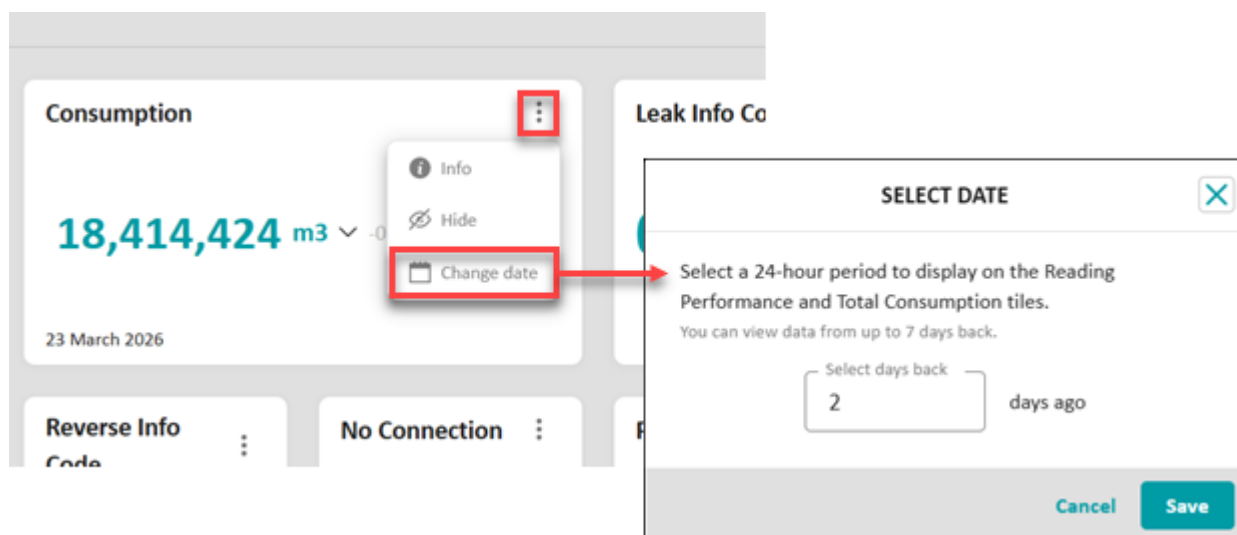 Consumption
Leak Info Co
Info
Hide
Change date
18,414,424 m3
23 March 2026
Reverse Info
Code
No Connection
SELECT DATE
Select a 24-hour period to display on the Reading
Performance and Total Consumption tiles.
You can view data from up to 7 days back.
Select days back
2
days ago
Cancel
Save